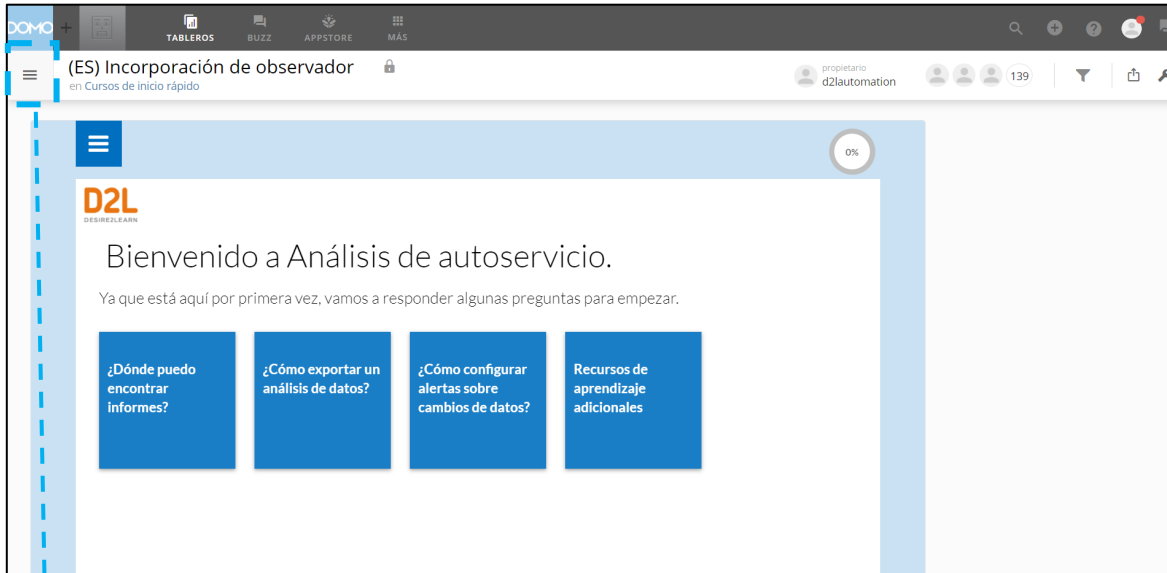 DOMO +
TABLEROS BUZZ APPSTORE MÁS
(ES) Incorporación de observador
en Cursos de inicio rápido
propietario
d2lautomation
139
0%
D2L
DESIRE2LEARN
Bienvenido a Análisis de autoservicio.
Ya que está aquí por primera vez, vamos a responder algunas preguntas para empezar.
¿Dónde puedo
encontrar
informes?
¿Cómo exportar un
análisis de datos?
¿Cómo configurar
alertas sobre
cambios de datos?
Recursos de
aprendizaje
adicionales